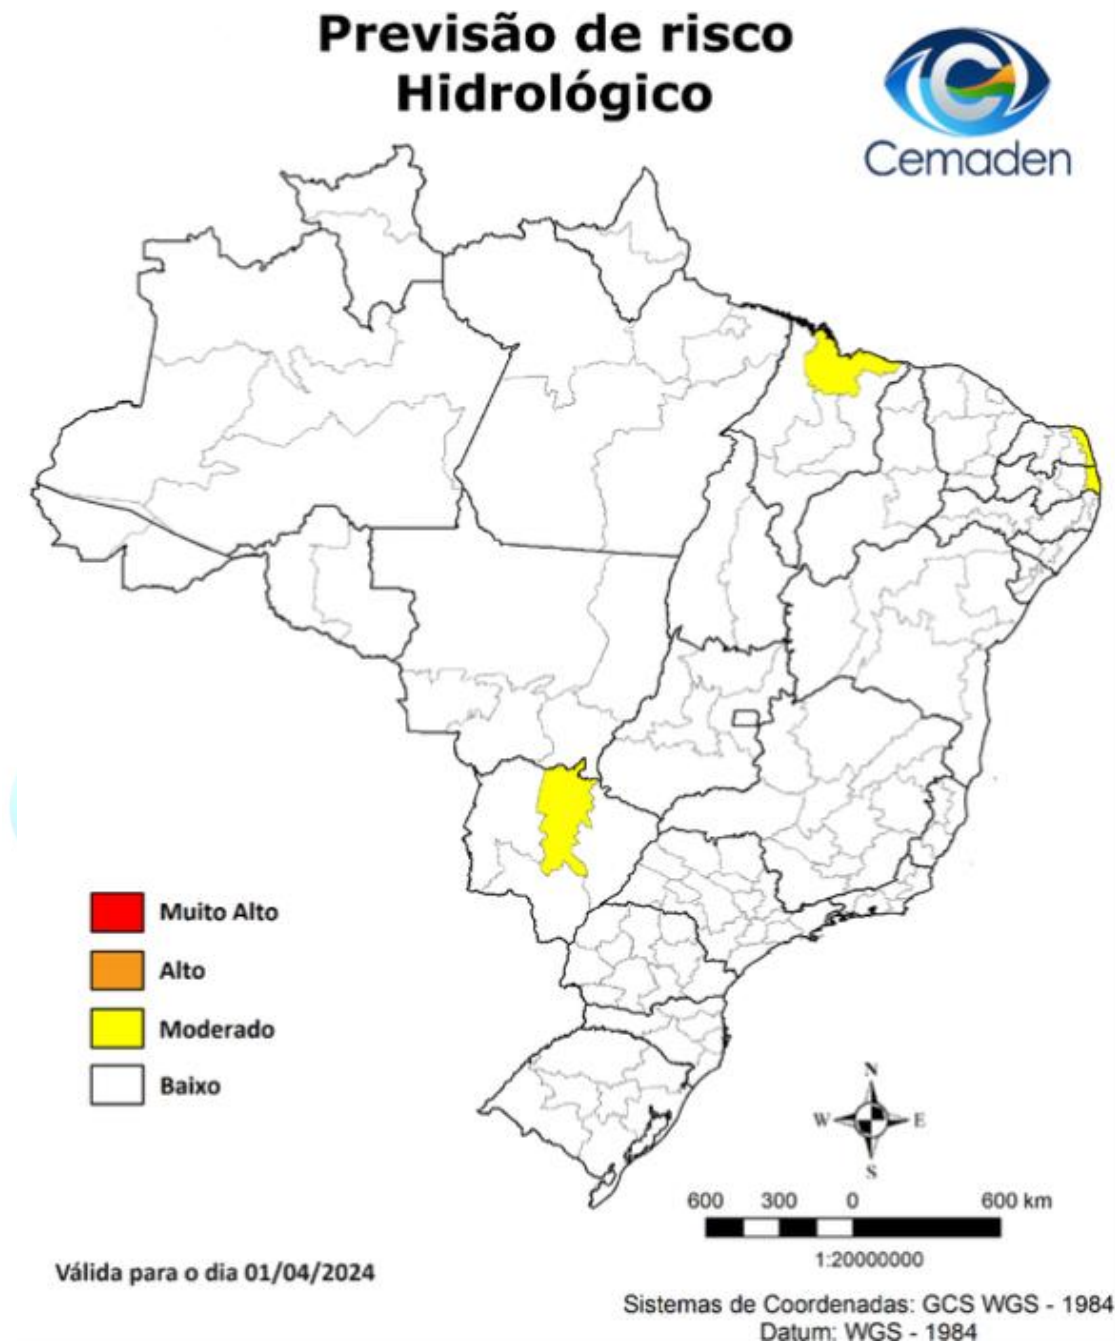 Previsão de risco
Hidrológico
Cemaden
Muito Alto
Alto
Moderado
Baixo
N
W
E
S
600 300 0 600 km
1:20000000
Válida para o dia 01/04/2024
Sistemas de Coordenadas: GCS WGS - 1984
Datum: WGS - 1984